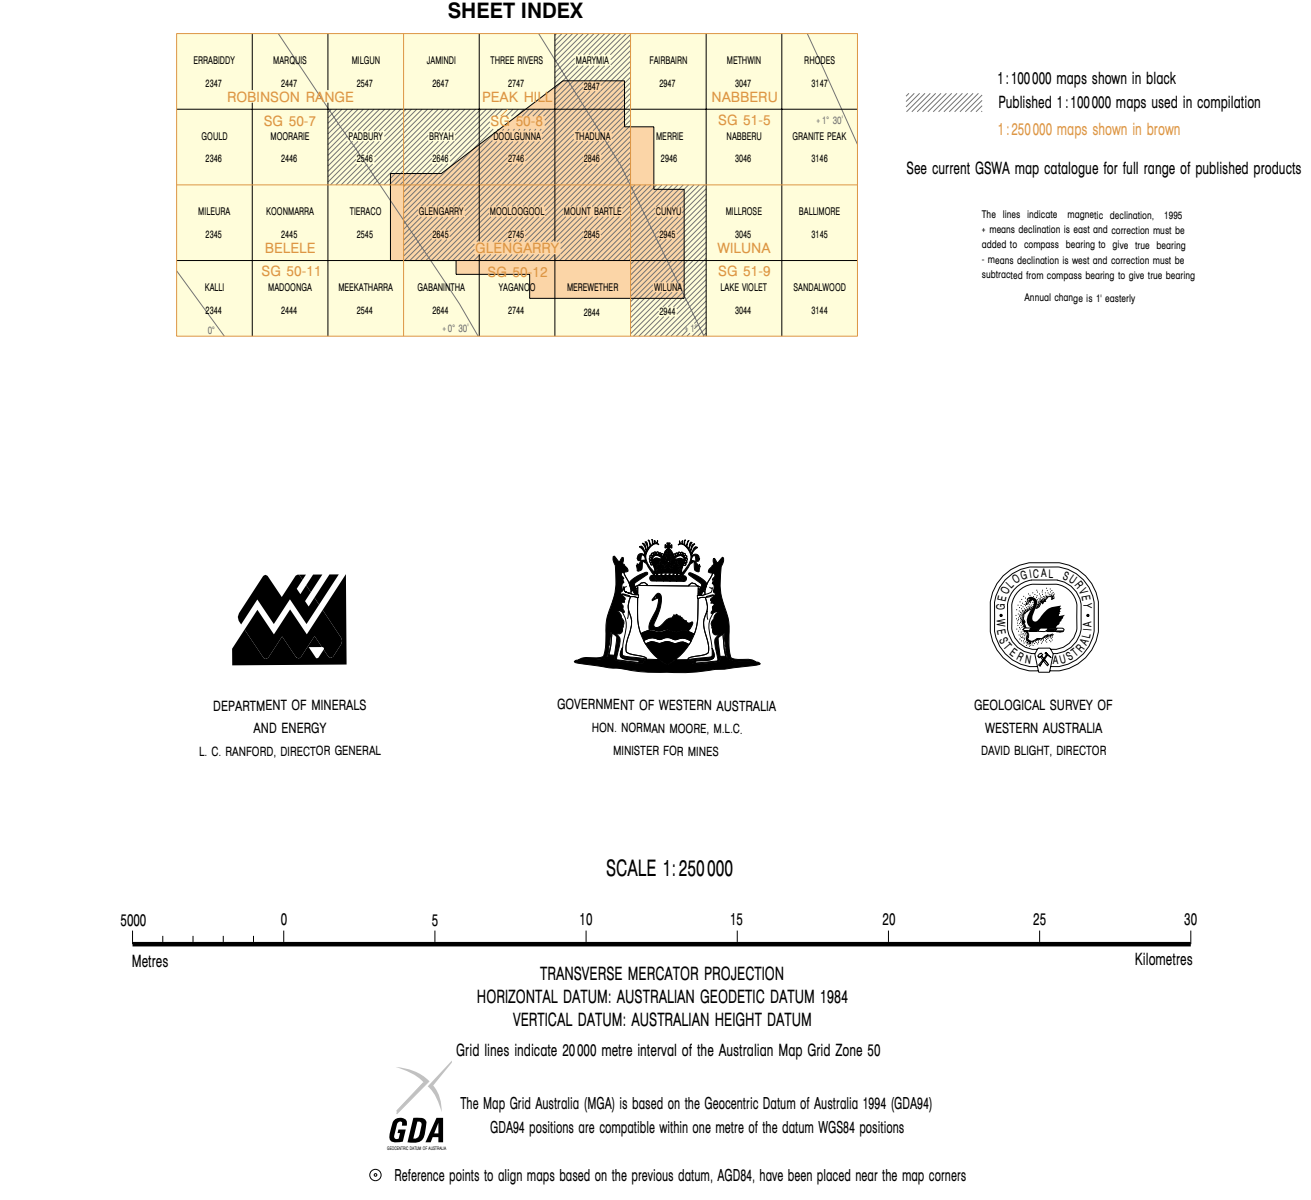 SHEET INDEX
ERRABIDDY MARQUIS MILGUN JAMINDI THREE RIVERS MARYMIA FAIRBAIRN METHWIN RHODES
2347 2447 2547 2647 2747 2847 2947 3047 3147
ROBINSON RANGE PEAK HILL NABBERU
SG 50-7 SG 50-8 SG 51-5 + 1° 30'
GOULD MOORARIE PADBURY BRYAH DOOLGUNNA THADUNA MERRIE NABBERU GRANITE PEAK
2346 2446 2546 2646 2746 2846 2946 3046 3146
MILEURA KOONMARRA TIERACO GLENGARRY MOOLOOGOOL MOUNT BARTLE CUNYU MILLROSE BALLIMORE
2345 2445 2545 2645 2745 2845 2945 3045 3145
BELELE GLENGARRY WILUNA
SG 50-11 SG 50-12 SG 51-9
KALLI MADOONGA MEEKATHARRA GABANINTHA YAGANOO MEREWETHER WILUNA LAKE VIOLET SANDALWOOD
2344 2444 2544 2644 2744 2844 2944 3044 3144
0° + 0° 30' + 1°
1:100 000 maps shown in black
Published 1:100 000 maps used in compilation
1:250 000 maps shown in brown
See current GSWA map catalogue for full range of published products
The lines indicate magnetic declination, 1995
+ means declination is east and correction must be
added to compass bearing to give true bearing
- means declination is west and correction must be
subtracted from compass bearing to give true bearing
Annual change is 1' easterly
DEPARTMENT OF MINERALS
AND ENERGY
L. C. RANFORD, DIRECTOR GENERAL
GOVERNMENT OF WESTERN AUSTRALIA
HON. NORMAN MOORE, M.L.C.
MINISTER FOR MINES
GEOLOGICAL SURVEY
WESTERN AUSTRALIA
GEOLOGICAL SURVEY OF
WESTERN AUSTRALIA
DAVID BLIGHT, DIRECTOR
SCALE 1:250 000
5000 0 5 10 15 20 25 30
Metres Kilometres
TRANSVERSE MERCATOR PROJECTION
HORIZONTAL DATUM: AUSTRALIAN GEODETIC DATUM 1984
VERTICAL DATUM: AUSTRALIAN HEIGHT DATUM
Grid lines indicate 20 000 metre interval of the Australian Map Grid Zone 50
GDA
GEOCENTRIC DATUM OF AUSTRALIA
The Map Grid Australia (MGA) is based on the Geocentric Datum of Australia 1994 (GDA94)
GDA94 positions are compatible within one metre of the datum WGS84 positions
Reference points to align maps based on the previous datum, AGD84, have been placed near the map corners